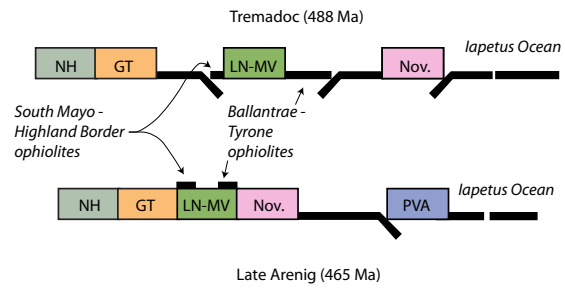 Tremadoc (488 Ma)
Iapetus Ocean
NH GT LN-MV Nov.
South Mayo -
Highland Border
ophiolites
Ballantrae -
Tyrone
ophiolites
Iapetus Ocean
NH GT LN-MV Nov. PVA
Late Arenig (465 Ma)